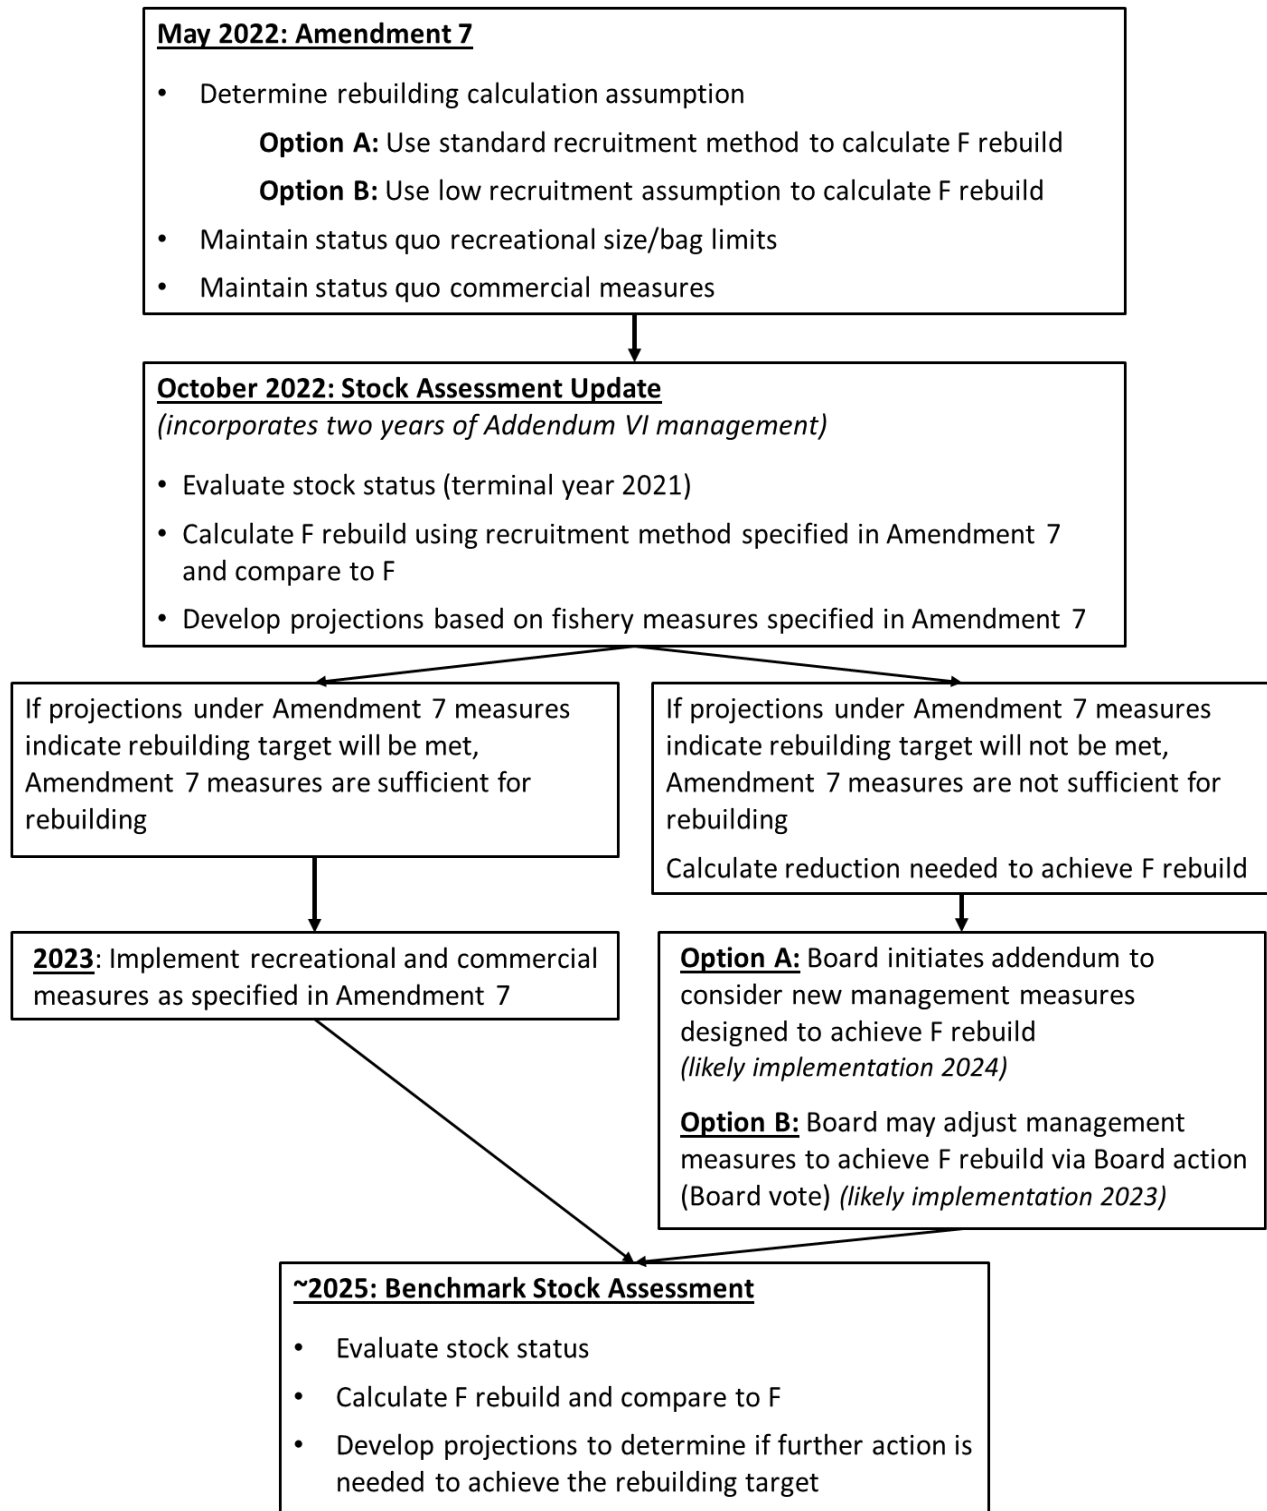 May 2022: Amendment 7
• Determine rebuilding calculation assumption
Option A: Use standard recruitment method to calculate F rebuild
Option B: Use low recruitment assumption to calculate F rebuild
• Maintain status quo recreational size/bag limits
• Maintain status quo commercial measures
October 2022: Stock Assessment Update
(incorporates two years of Addendum VI management)
• Evaluate stock status (terminal year 2021)
• Calculate F rebuild using recruitment method specified in Amendment 7
and compare to F
• Develop projections based on fishery measures specified in Amendment 7
If projections under Amendment 7 measures
indicate rebuilding target will be met,
Amendment 7 measures are sufficient for
rebuilding
If projections under Amendment 7 measures
indicate rebuilding target will not be met,
Amendment 7 measures are not sufficient for
rebuilding
Calculate reduction needed to achieve F rebuild
2023: Implement recreational and commercial
measures as specified in Amendment 7
Option A: Board initiates addendum to
consider new management measures
designed to achieve F rebuild
(likely implementation 2024)
Option B: Board may adjust management
measures to achieve F rebuild via Board action
(Board vote) (likely implementation 2023)
~2025: Benchmark Stock Assessment
• Evaluate stock status
• Calculate F rebuild and compare to F
• Develop projections to determine if further action is
needed to achieve the rebuilding target